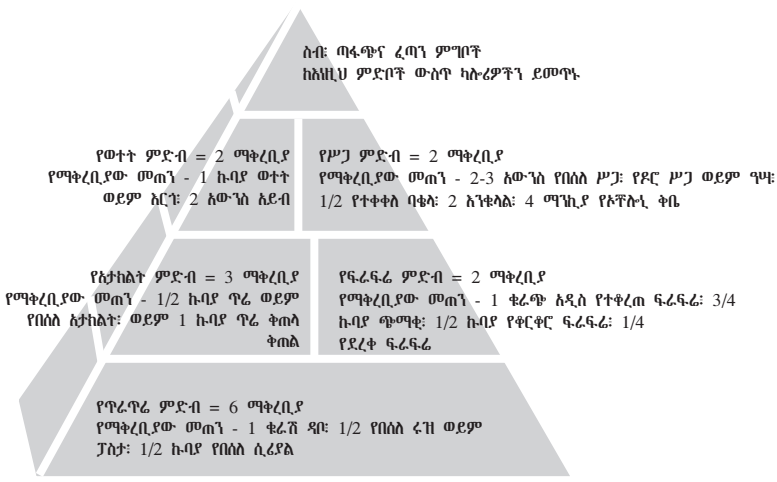 ስብ፡ ጣፋጭና ፈጣን ምግቦች
ከእነዚህ ምድቦች ውስጥ ካሎሪዎችን ይመጥኑ
የወተት ምድብ = 2 ማቅረቢያ
የማቅረቢያው መጠን - 1 ኩባያ ወተት
ወይም እርጎ፡ 2 አውንስ አይብ
የሥጋ ምድብ = 2 ማቅረቢያ
የማቅረቢያው መጠን - 2-3 አውንስ የበሰለ ሥጋ፡ የዶሮ ሥጋ ወይም ዓሣ፡
1/2 የተቀቀለ ባቄላ፡ 2 እንቁላል፡ 4 ማንኪያ የኦቾሎኒ ቅቤ
የአታክልት ምድብ = 3 ማቅረቢያ
የማቅረቢያው መጠን - 1/2 ኩባያ ጥሬ ወይም
የበሰለ አታክልት፡ ወይም 1 ኩባያ ጥሬ ቅጠላ
ቅጠል
የፍራፍሬ ምድብ = 2 ማቅረቢያ
የማቅረቢያው መጠን - 1 ቁራጭ አዲስ የተቆረጠ ፍራፍሬ፡ 3/4
ኩባያ ጭማቂ፡ 1/2 ኩባያ የቆርቆሮ ፍራፍሬ፡ 1/4
የደረቀ ፍራፍሬ
የጥራጥሬ ምድብ = 6 ማቅረቢያ
የማቅረቢያው መጠን - 1 ቁራሽ ዳቦ፡ 1/2 የበሰለ ሩዝ ወይም
ፓስታ፡ 1/2 ኩባያ የበሰለ ሲሪያል